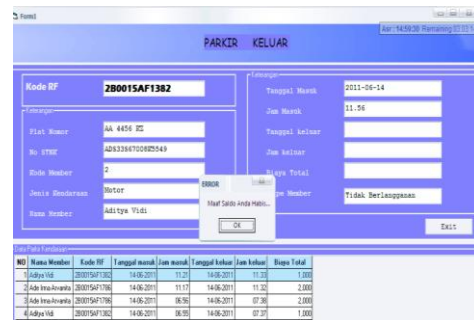 Form1
Asr : 14:59:20 Remaining 02:03:1
PARKIR KELUAR
Kode RF 2B0015AF1382
Keterangan
Plat Nomor AA 4456 KZ
No STNK
Kode Member 2
Jenis Kendaraan Motor
Nama Member Aditya Vidi
Keterangan
Tanggal Masuk 2011-06-14
Jam Masuk 11.56
Tanggal keluar
Jam keluar
Biaya Total
Tipe Member Tidak Berlangganan
ERROR
Maaf Saldo Anda Habis...
OK
Exit
Data Parkir Kendaraan
NO Nama Member Kode RF Tanggal masuk Jam masuk Tanggal keluar Jam keluar Biaya Total
1 Aditya Vidi 2B0015AF1382 14-06-2011 11.21 14-06-2011 11.33 1,000
2 Ade Irma Arvianita 2B0015AF1786 14-06-2011 11.17 14-06-2011 11.32 2,000
3 Ade Irma Arvianita 2B0015AF1786 14-06-2011 06.56 14-06-2011 07.38 2,000
4 Aditya Vidi 2B0015AF1382 14-06-2011 06.55 14-06-2011 07.37 1,000